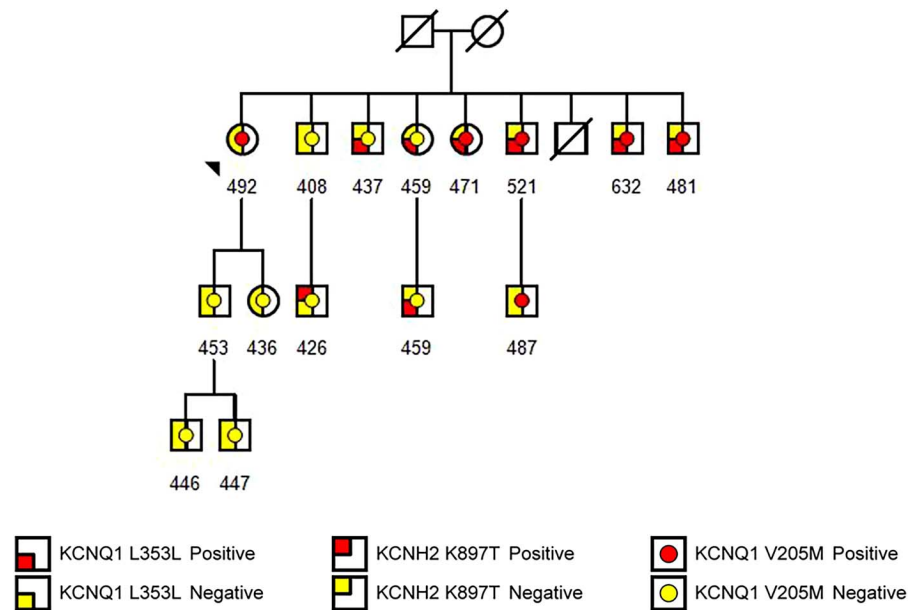 492 408 437 459 471 521 632 481
453 436 426 459 487
446 447
KCNQ1 L353L Positive KCNH2 K897T Positive KCNQ1 V205M Positive
KCNQ1 L353L Negative KCNH2 K897T Negative KCNQ1 V205M Negative